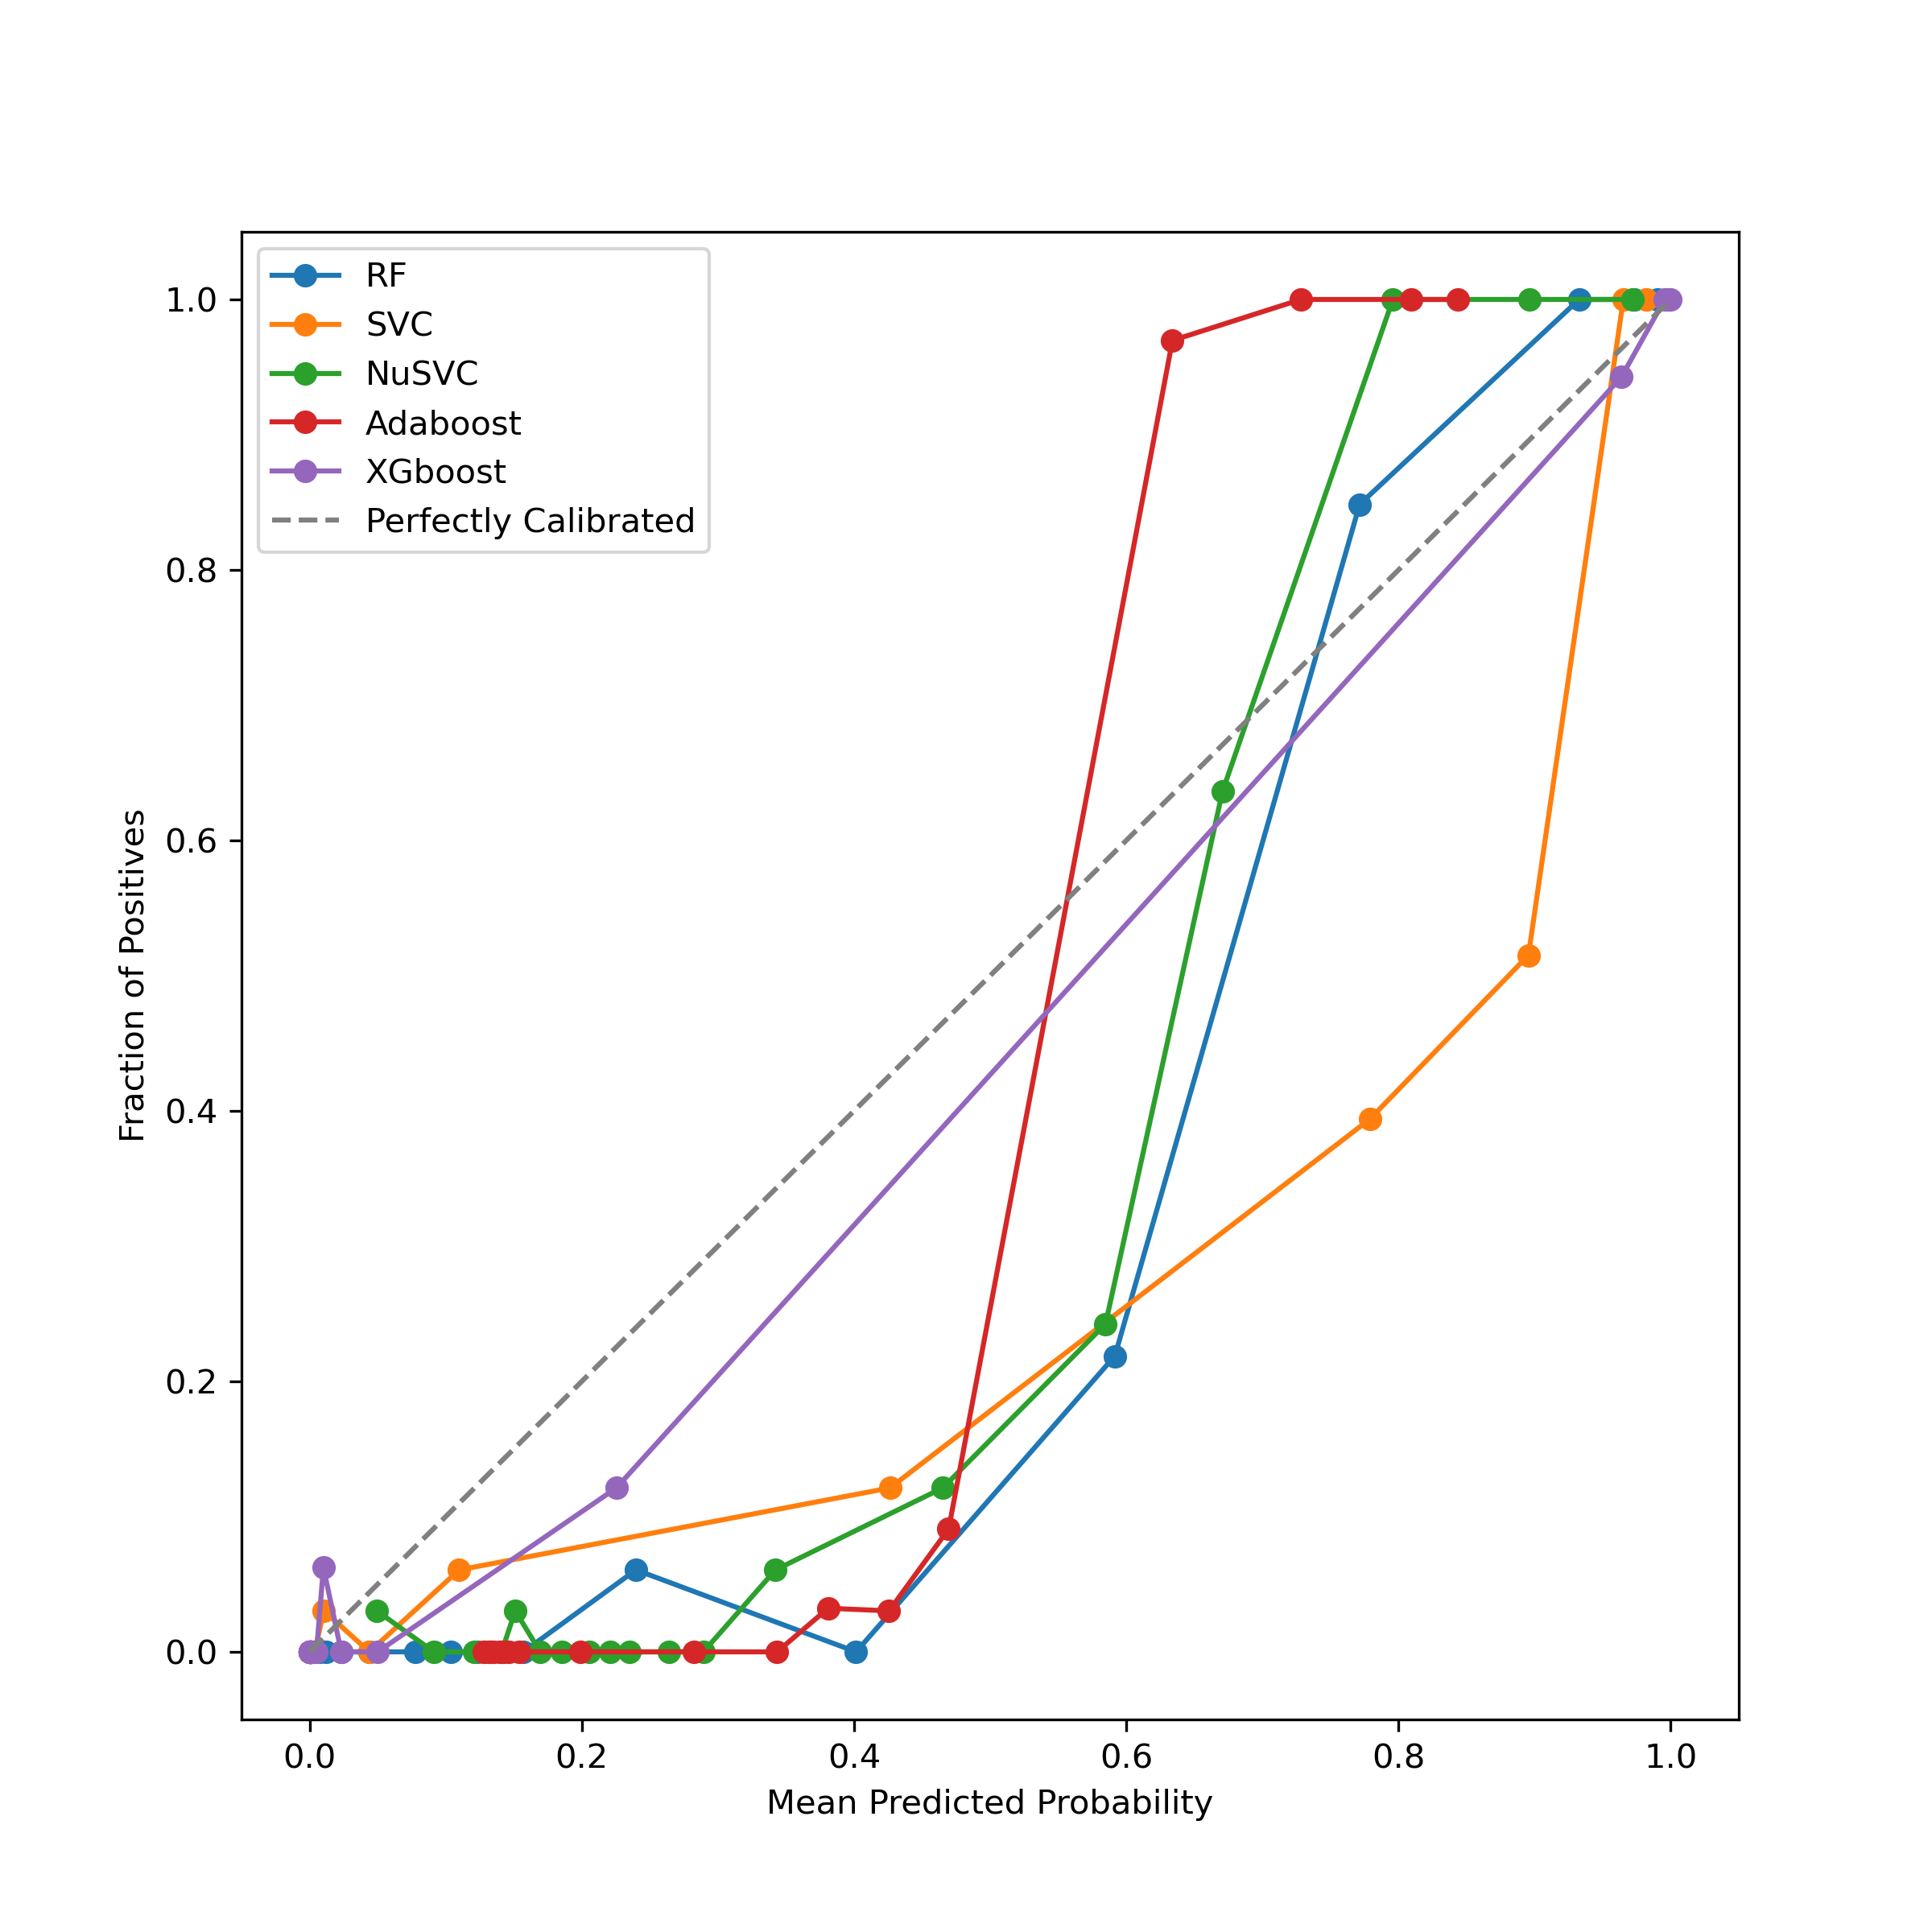 RF
SVC
NuSVC
Adaboost
XGboost
Perfectly Calibrated
1.0
0.8
0.6
0.4
0.2
0.0
Fraction of Positives
0.0 0.2 0.4 0.6 0.8 1.0
Mean Predicted Probability